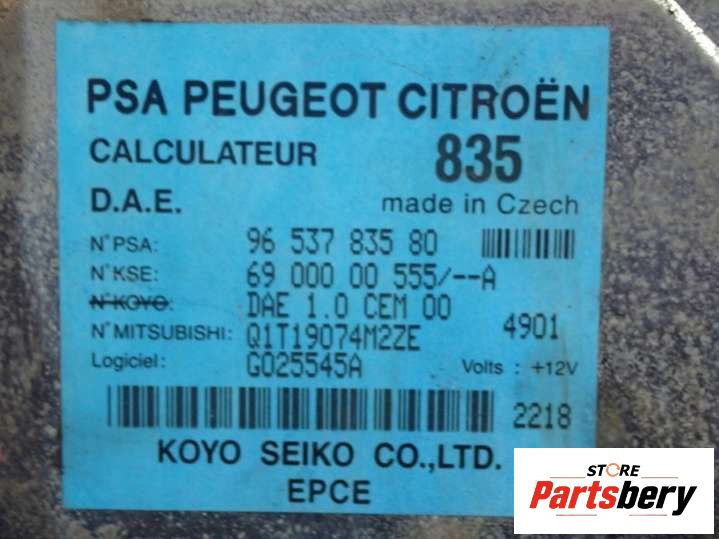 PSA PEUGEOT CITROËN
CALCULATEUR 835
D.A.E. made in Czech
N°PSA: 96 537 835 80
N°KSE: 69 000 00 555/--A
N°KOYO: DAE 1.0 CEM 00
N°MITSUBISHI: Q1T19074M2ZE 4901
Logiciel: G025545A Volts : +12V
2218
KOYO SEIKO CO.,LTD.
EPCE
STORE
Partsbery